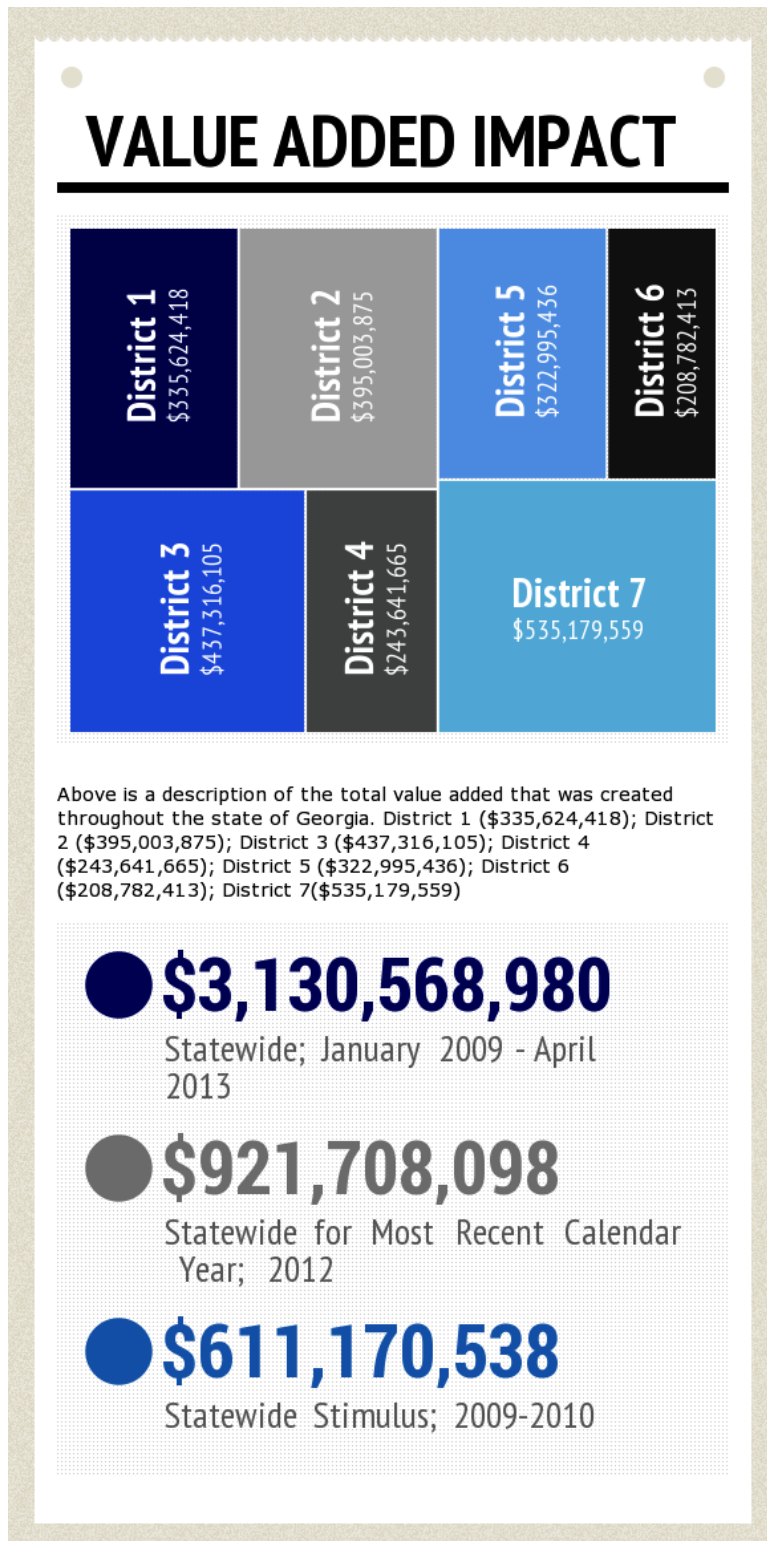 VALUE ADDED IMPACT
District 1
$335,624,418
District 2
$395,003,875
District 5
$322,995,436
District 6
$208,782,413
District 3
$437,316,105
District 4
$243,641,665
District 7
$535,179,559
Above is a description of the total value added that was created
throughout the state of Georgia. District 1 ($335,624,418); District
2 ($395,003,875); District 3 ($437,316,105); District 4
($243,641,665); District 5 ($322,995,436); District 6
($208,782,413); District 7($535,179,559)
$3,130,568,980
Statewide; January 2009 - April
2013
$921,708,098
Statewide for Most Recent Calendar
Year; 2012
$611,170,538
Statewide Stimulus; 2009-2010